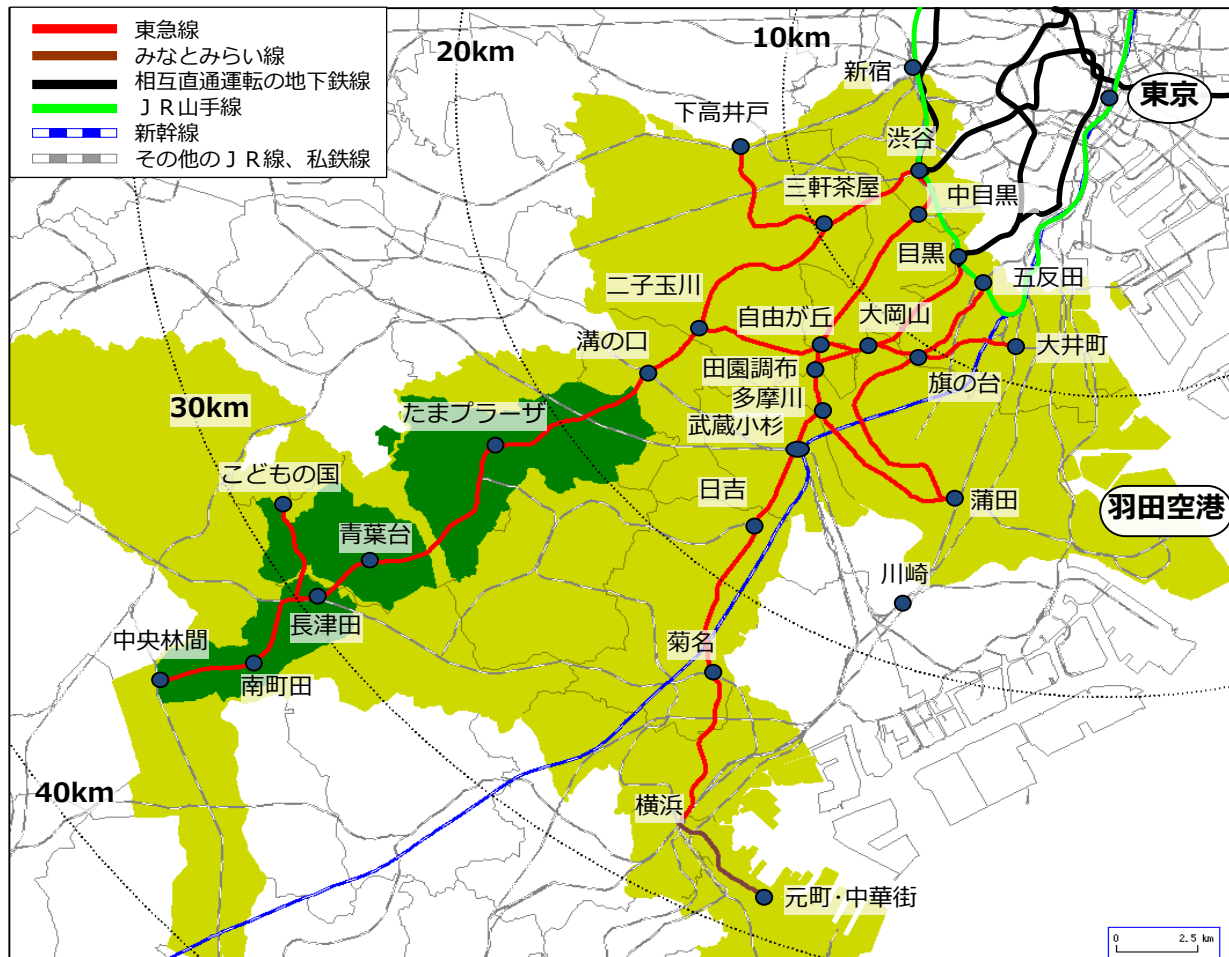 東急線
みなとみらい線
相互直通運転の地下鉄線
ＪＲ山手線
新幹線
その他のＪＲ線、私鉄線
20km
10km
新宿
東京
下高井戸
渋谷
三軒茶屋
中目黒
目黒
五反田
二子玉川
自由が丘
大岡山
溝の口
大井町
田園調布
旗の台
たまプラーザ
多摩川
30km
武蔵小杉
こどもの国
日吉
蒲田
羽田空港
青葉台
川崎
長津田
中央林間
菊名
南町田
40km
横浜
元町・中華街
0 2.5 km